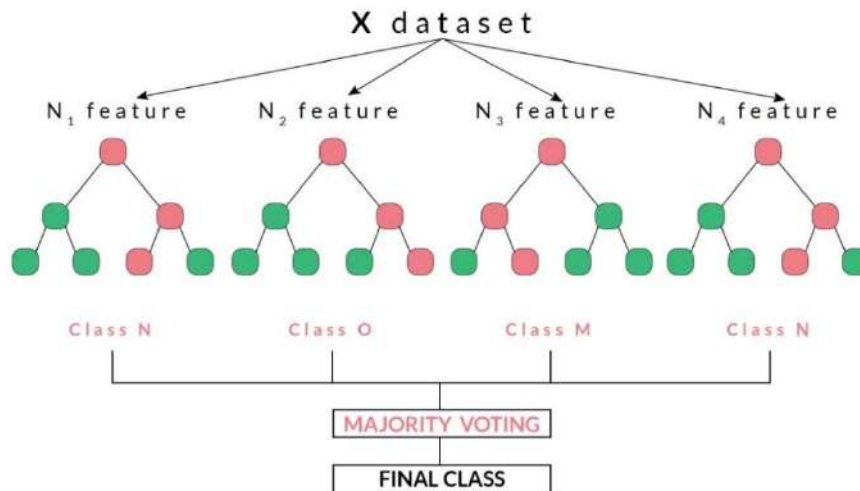 X dataset
N₁ feature
N₂ feature
N₃ feature
N₄ feature
Class N
Class O
Class M
Class N
MAJORITY VOTING
FINAL CLASS